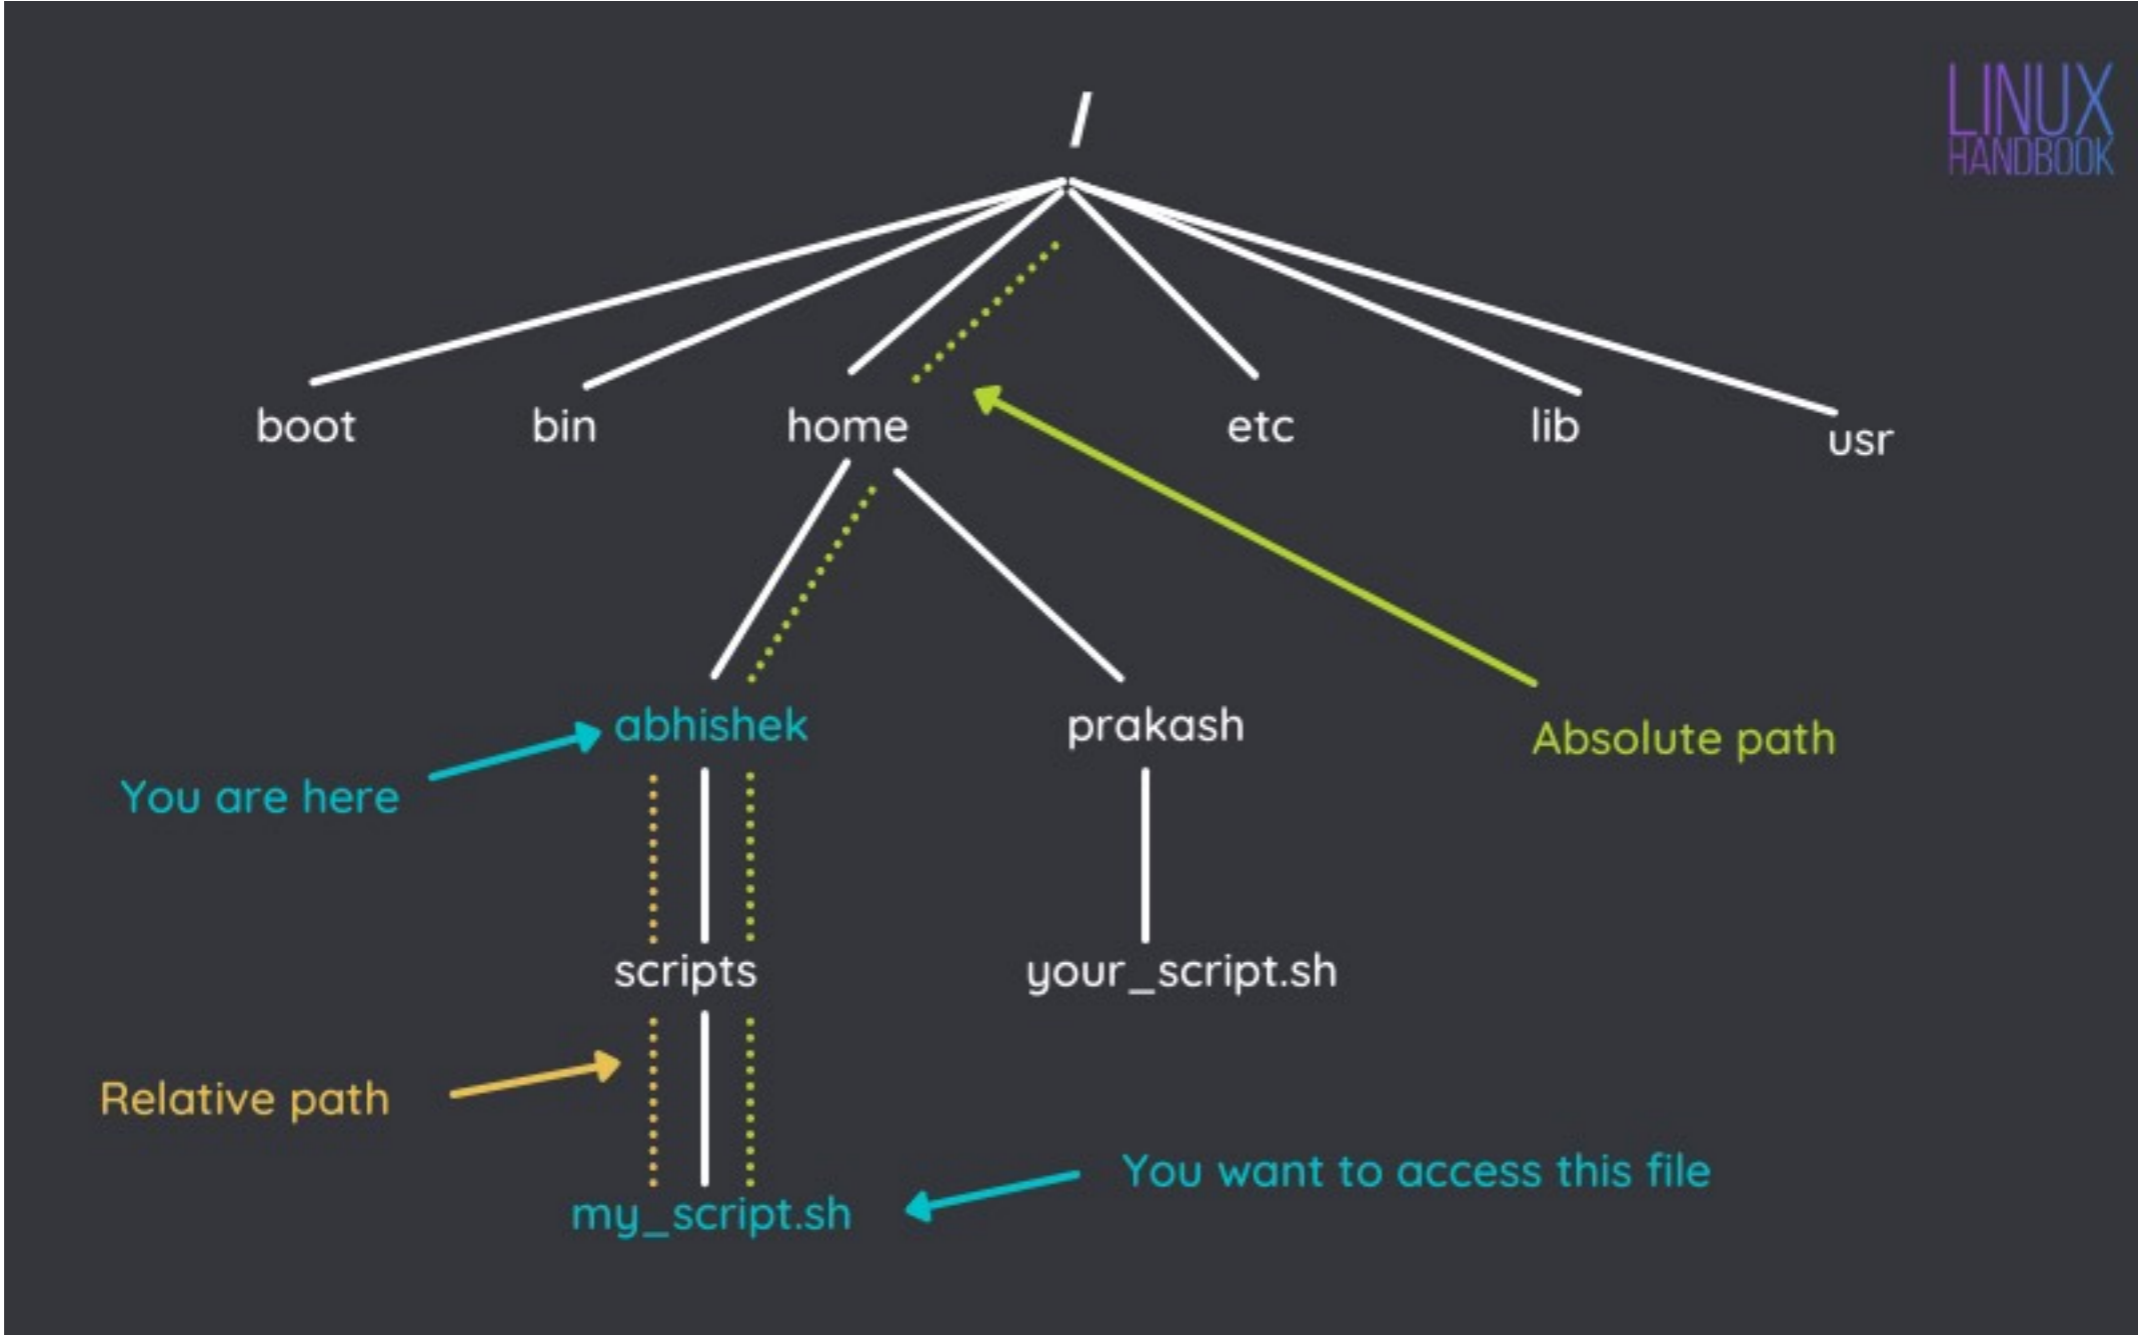 LINUX
HANDBOOK
/
boot bin home etc lib usr
abhishek prakash Absolute path
You are here
scripts your_script.sh
Relative path
You want to access this file
my_script.sh